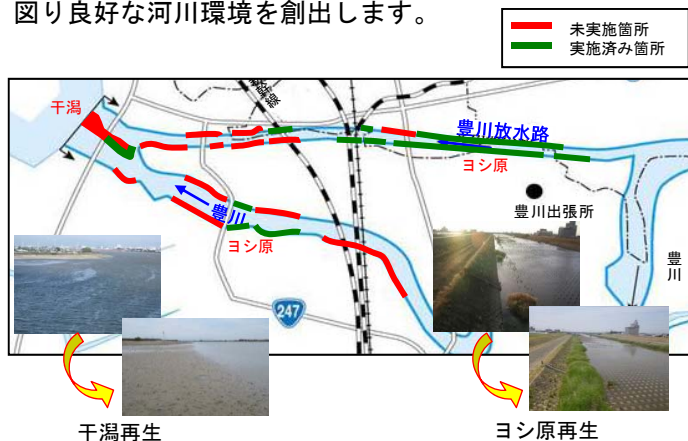 図り良好な河川環境を創出します。
未実施箇所
実施済み箇所
干潟
豊川放水路
ヨシ原
豊川出張所
豊川
豊川
ヨシ原
247
干潟再生
ヨシ原再生